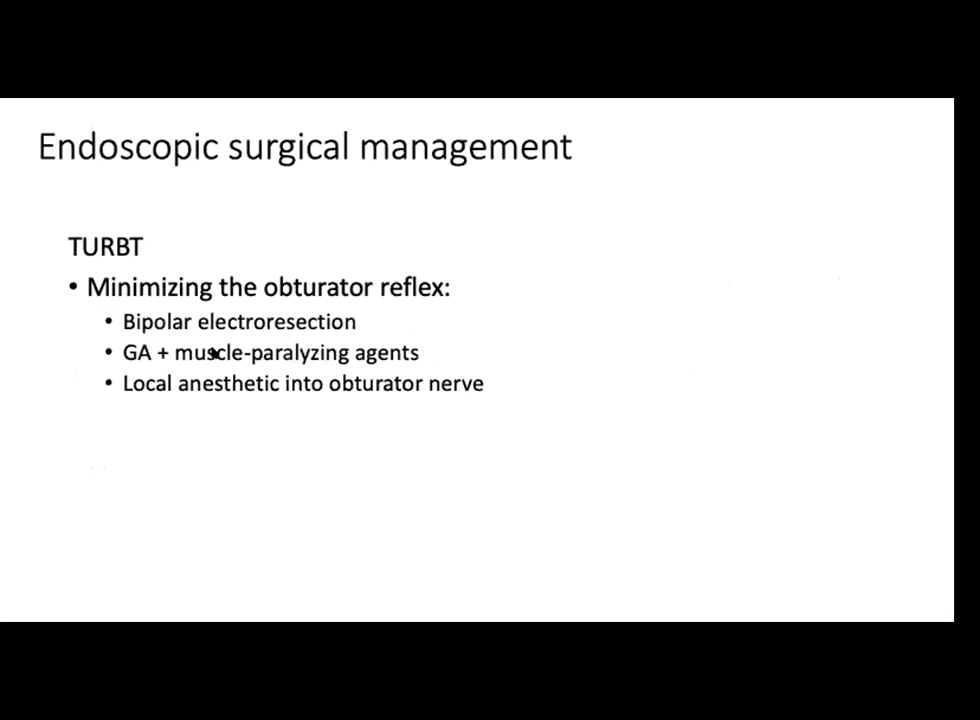 Endoscopic surgical management
TURBT
• Minimizing the obturator reflex:
• Bipolar electroresection
• GA + muscle-paralyzing agents
• Local anesthetic into obturator nerve